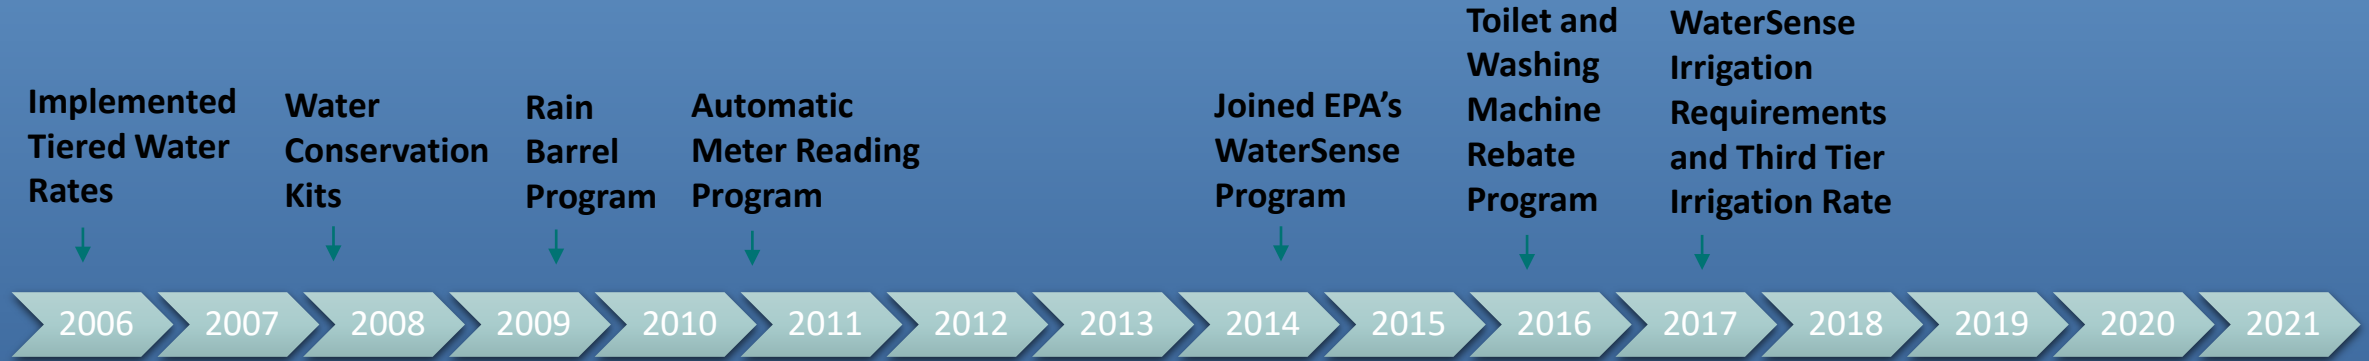 Implemented
Tiered Water
Rates
Water
Conservation
Kits
Rain
Barrel
Program
Automatic
Meter Reading
Program
Joined EPA’s
WaterSense
Program
Toilet and
Washing
Machine
Rebate
Program
WaterSense
Irrigation
Requirements
and Third Tier
Irrigation Rate
2006
2007
2008
2009
2010
2011
2012
2013
2014
2015
2016
2017
2018
2019
2020
2021